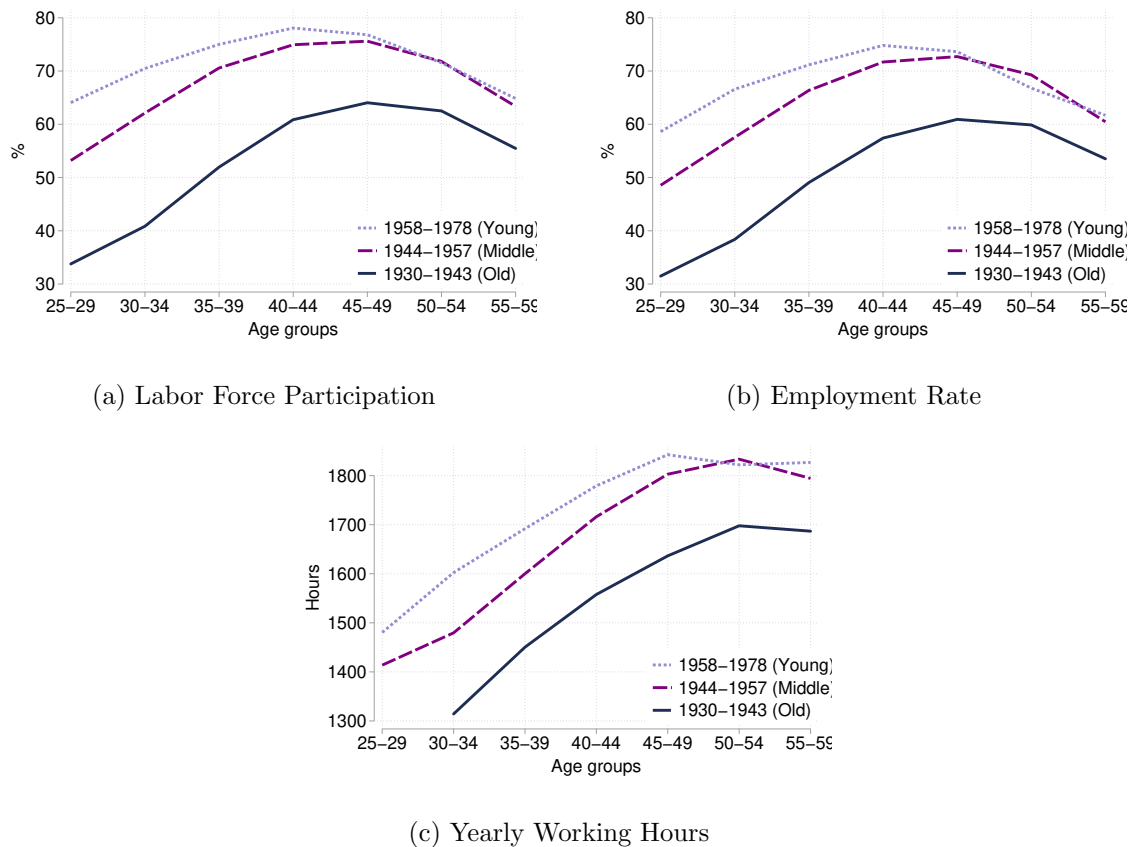 80
70
60
50
40
30
%
1958–1978 (Young)
1944–1957 (Middle)
1930–1943 (Old)
25–29 30–34 35–39 40–44 45–49 50–54 55–59
Age groups
(a) Labor Force Participation
80
70
60
50
40
30
%
1958–1978 (Young)
1944–1957 (Middle)
1930–1943 (Old)
25–29 30–34 35–39 40–44 45–49 50–54 55–59
Age groups
(b) Employment Rate
1800
1700
1600
1500
1400
1300
Hours
1958–1978 (Young)
1944–1957 (Middle)
1930–1943 (Old)
25–29 30–34 35–39 40–44 45–49 50–54 55–59
Age groups
(c) Yearly Working Hours